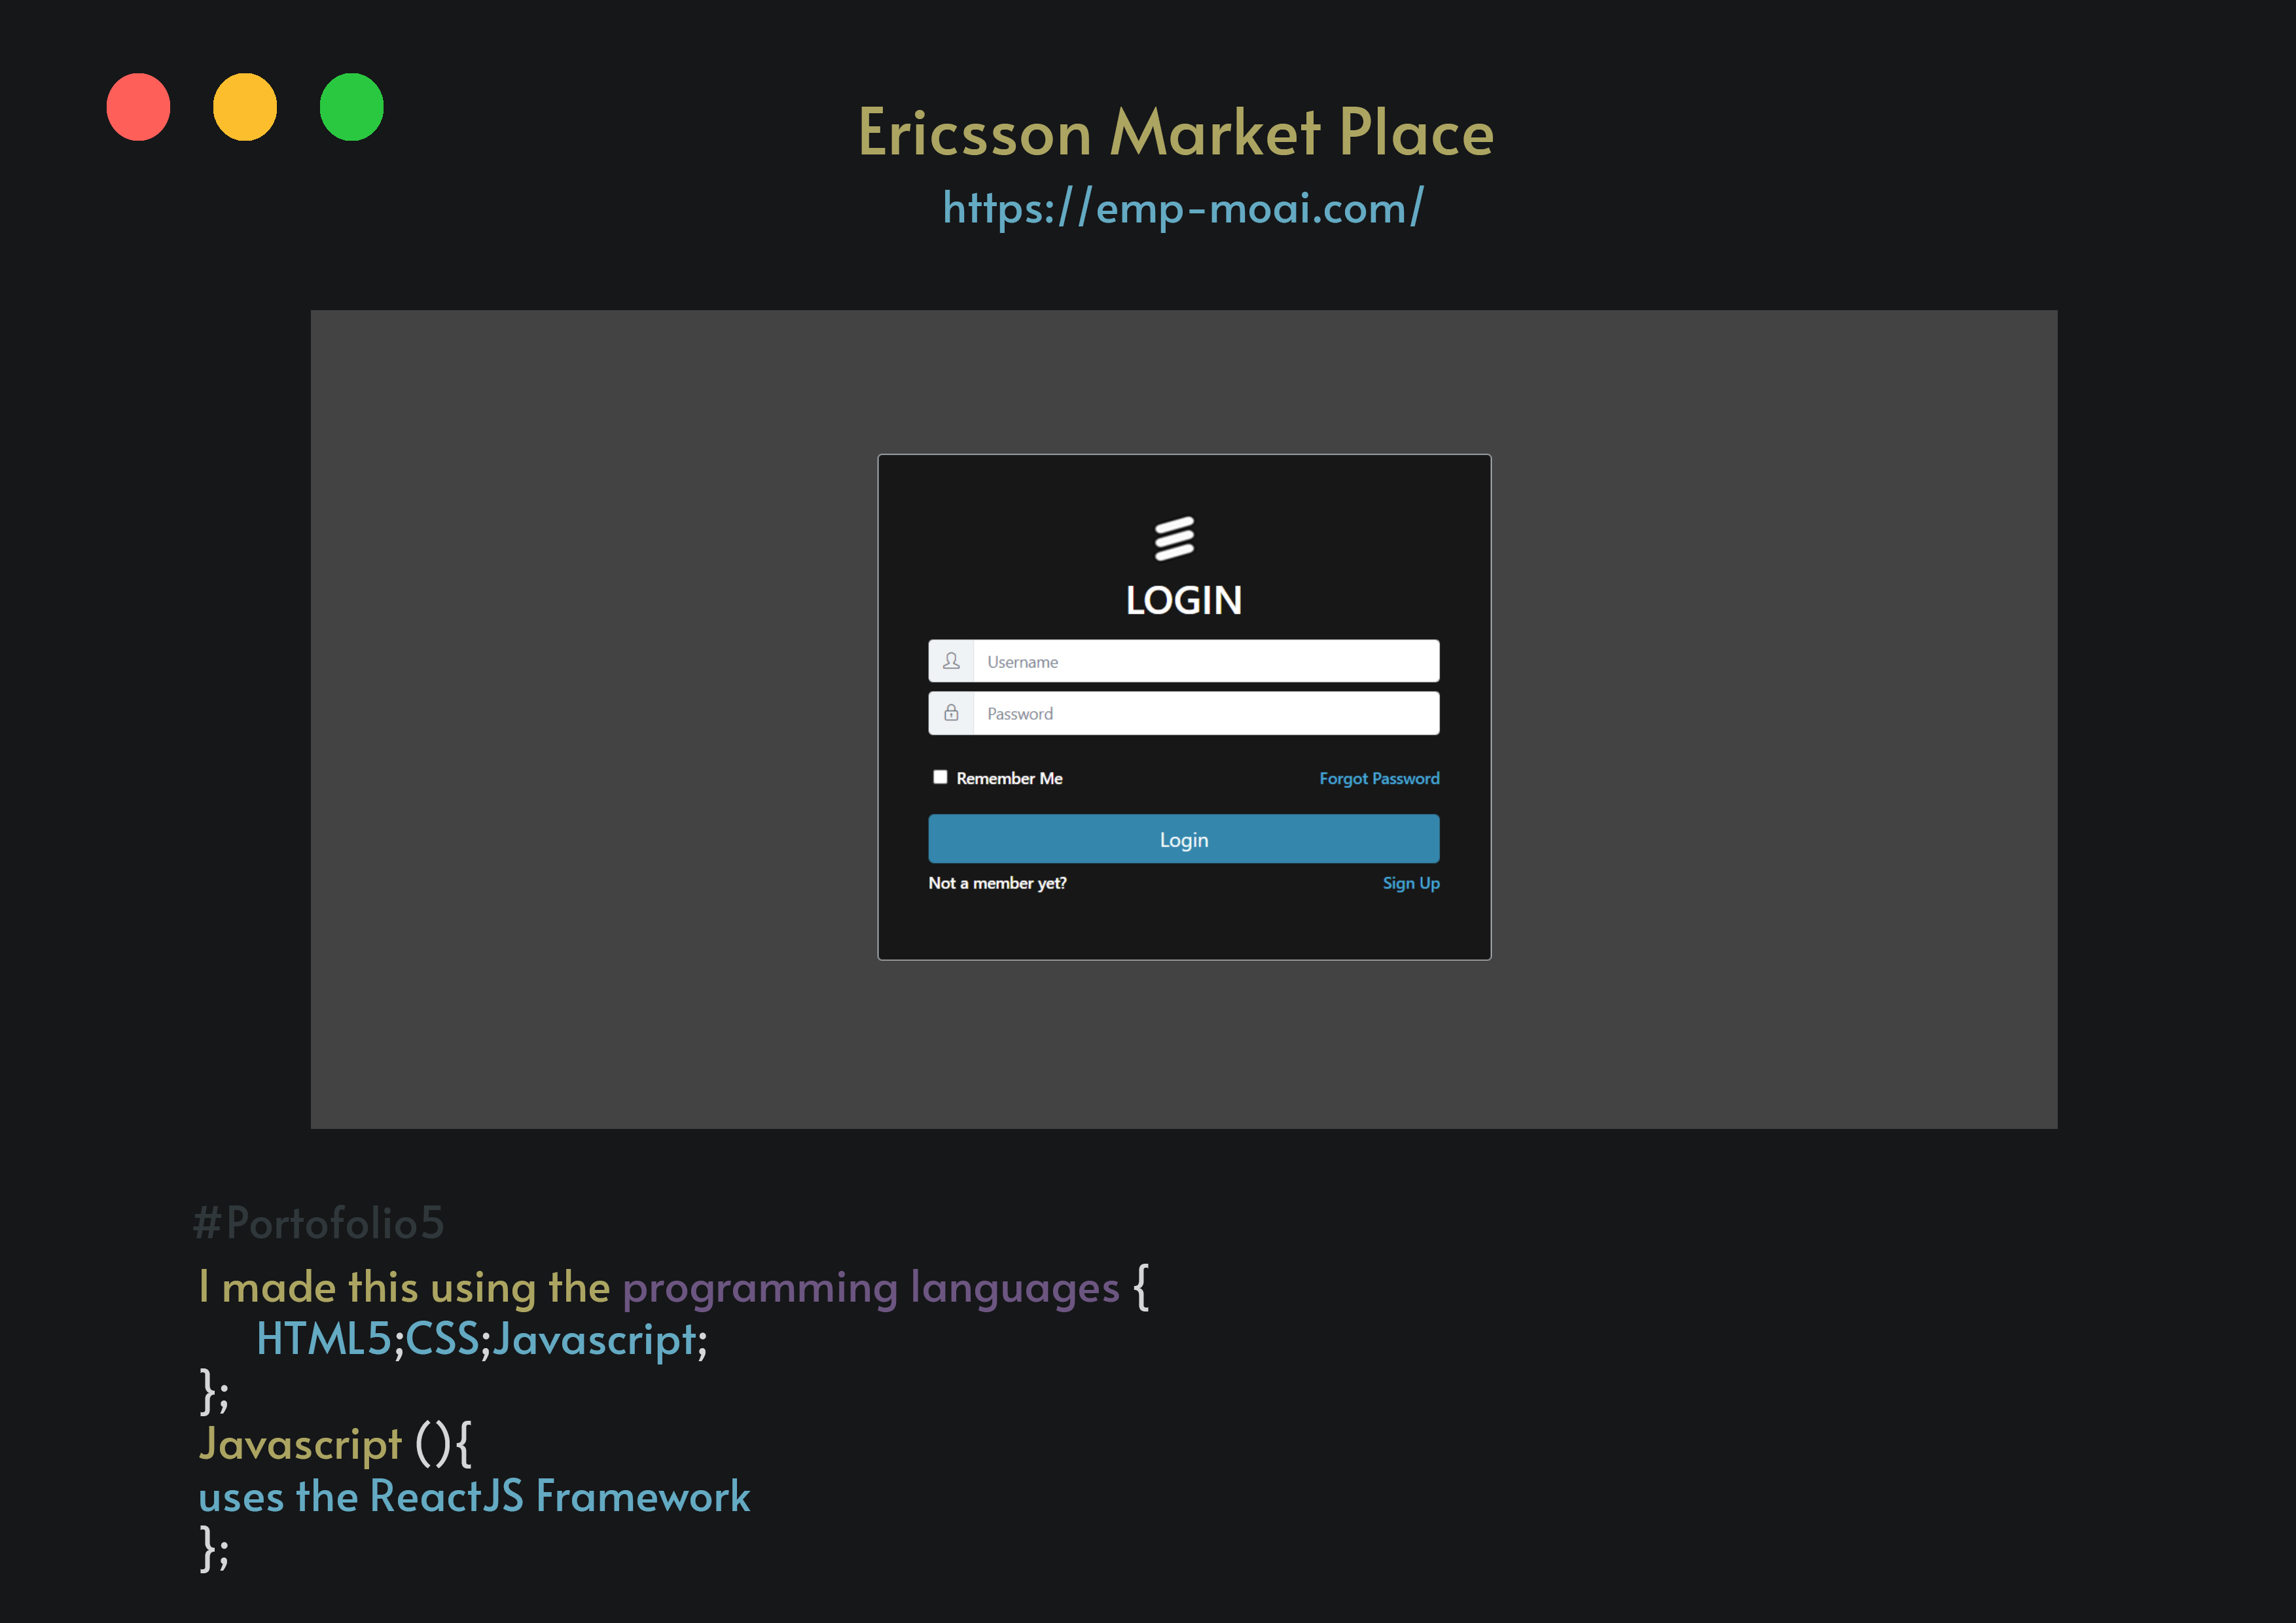 Ericsson Market Place
https://emp-moai.com/
LOGIN
Username
Password
Remember Me Forgot Password
Login
Not a member yet? Sign Up
#Portofolio5
I made this using the programming languages {
HTML5;CSS;Javascript;
};
Javascript (){
uses the ReactJS Framework
};